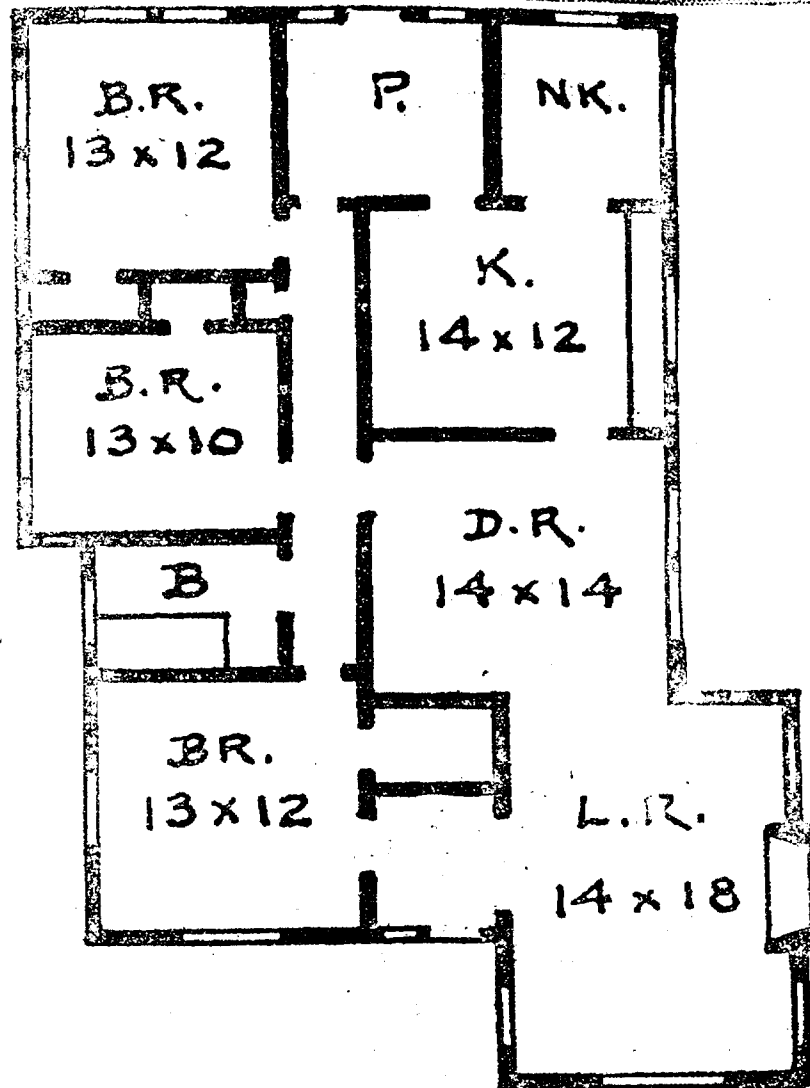 B.R.
13 x 12
P.
NK.
K.
14 x 12
B.R.
13 x 10
D.R.
14 x 14
B
BR.
13 x 12
L.R.
14 x 18